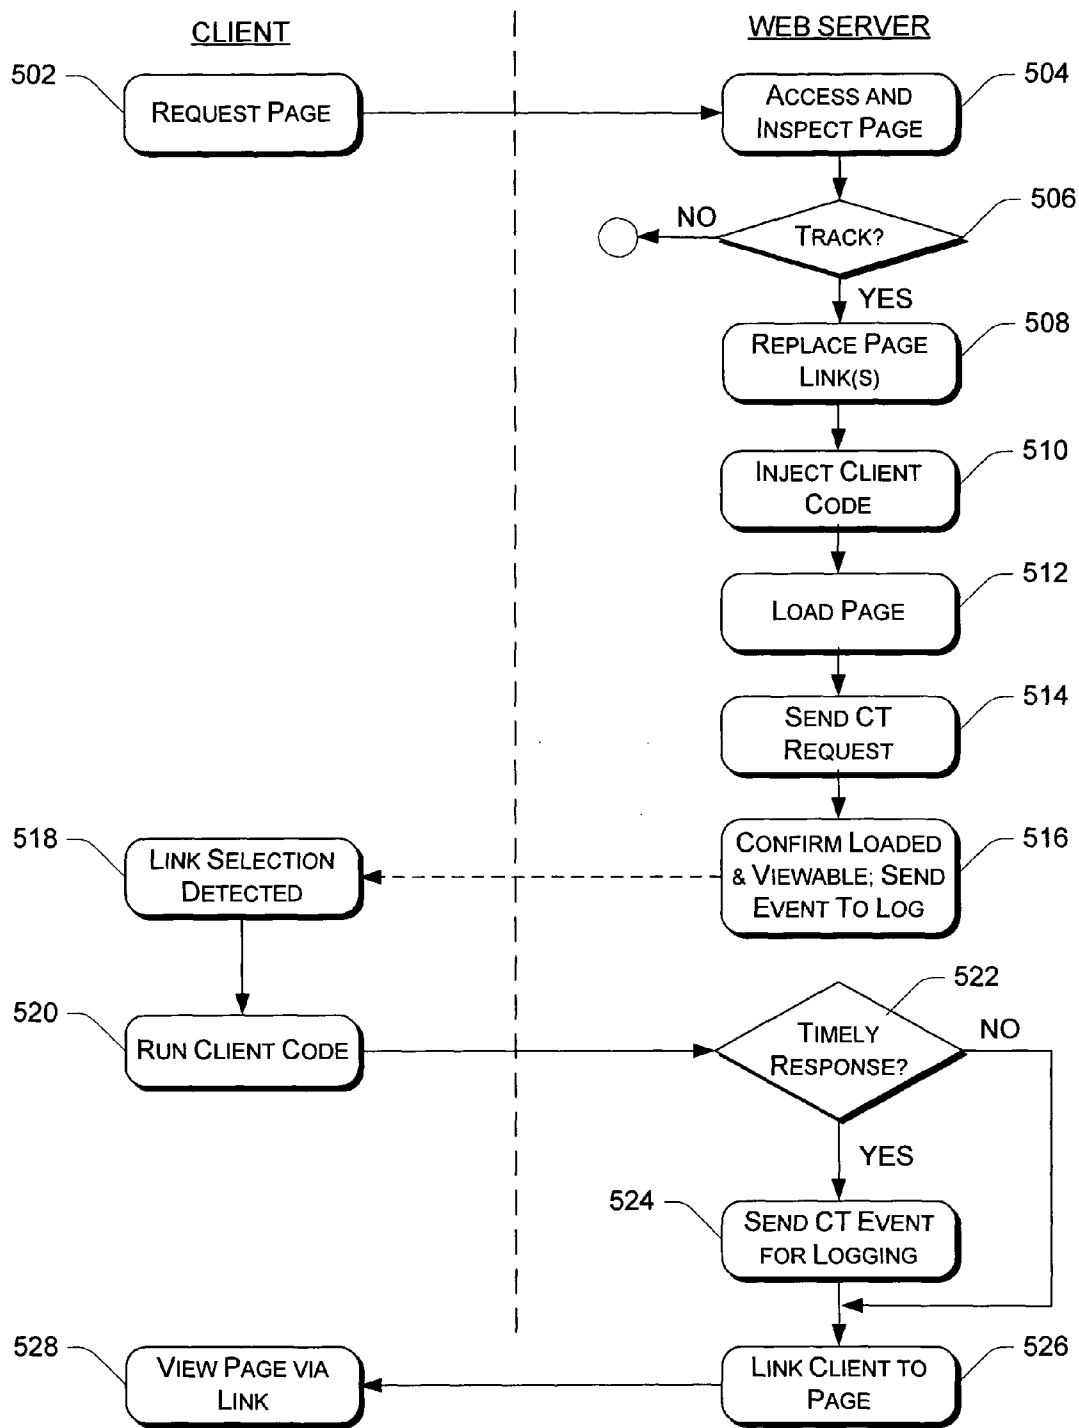 CLIENT
WEB SERVER
502
REQUEST PAGE
504
ACCESS AND
INSPECT PAGE
506
TRACK?
NO
YES
508
REPLACE PAGE
LINK(S)
510
INJECT CLIENT
CODE
512
LOAD PAGE
514
SEND CT
REQUEST
516
CONFIRM LOADED
& VIEWABLE; SEND
EVENT TO LOG
518
LINK SELECTION
DETECTED
520
RUN CLIENT CODE
522
TIMELY
RESPONSE?
NO
YES
524
SEND CT EVENT
FOR LOGGING
526
LINK CLIENT TO
PAGE
528
VIEW PAGE VIA
LINK